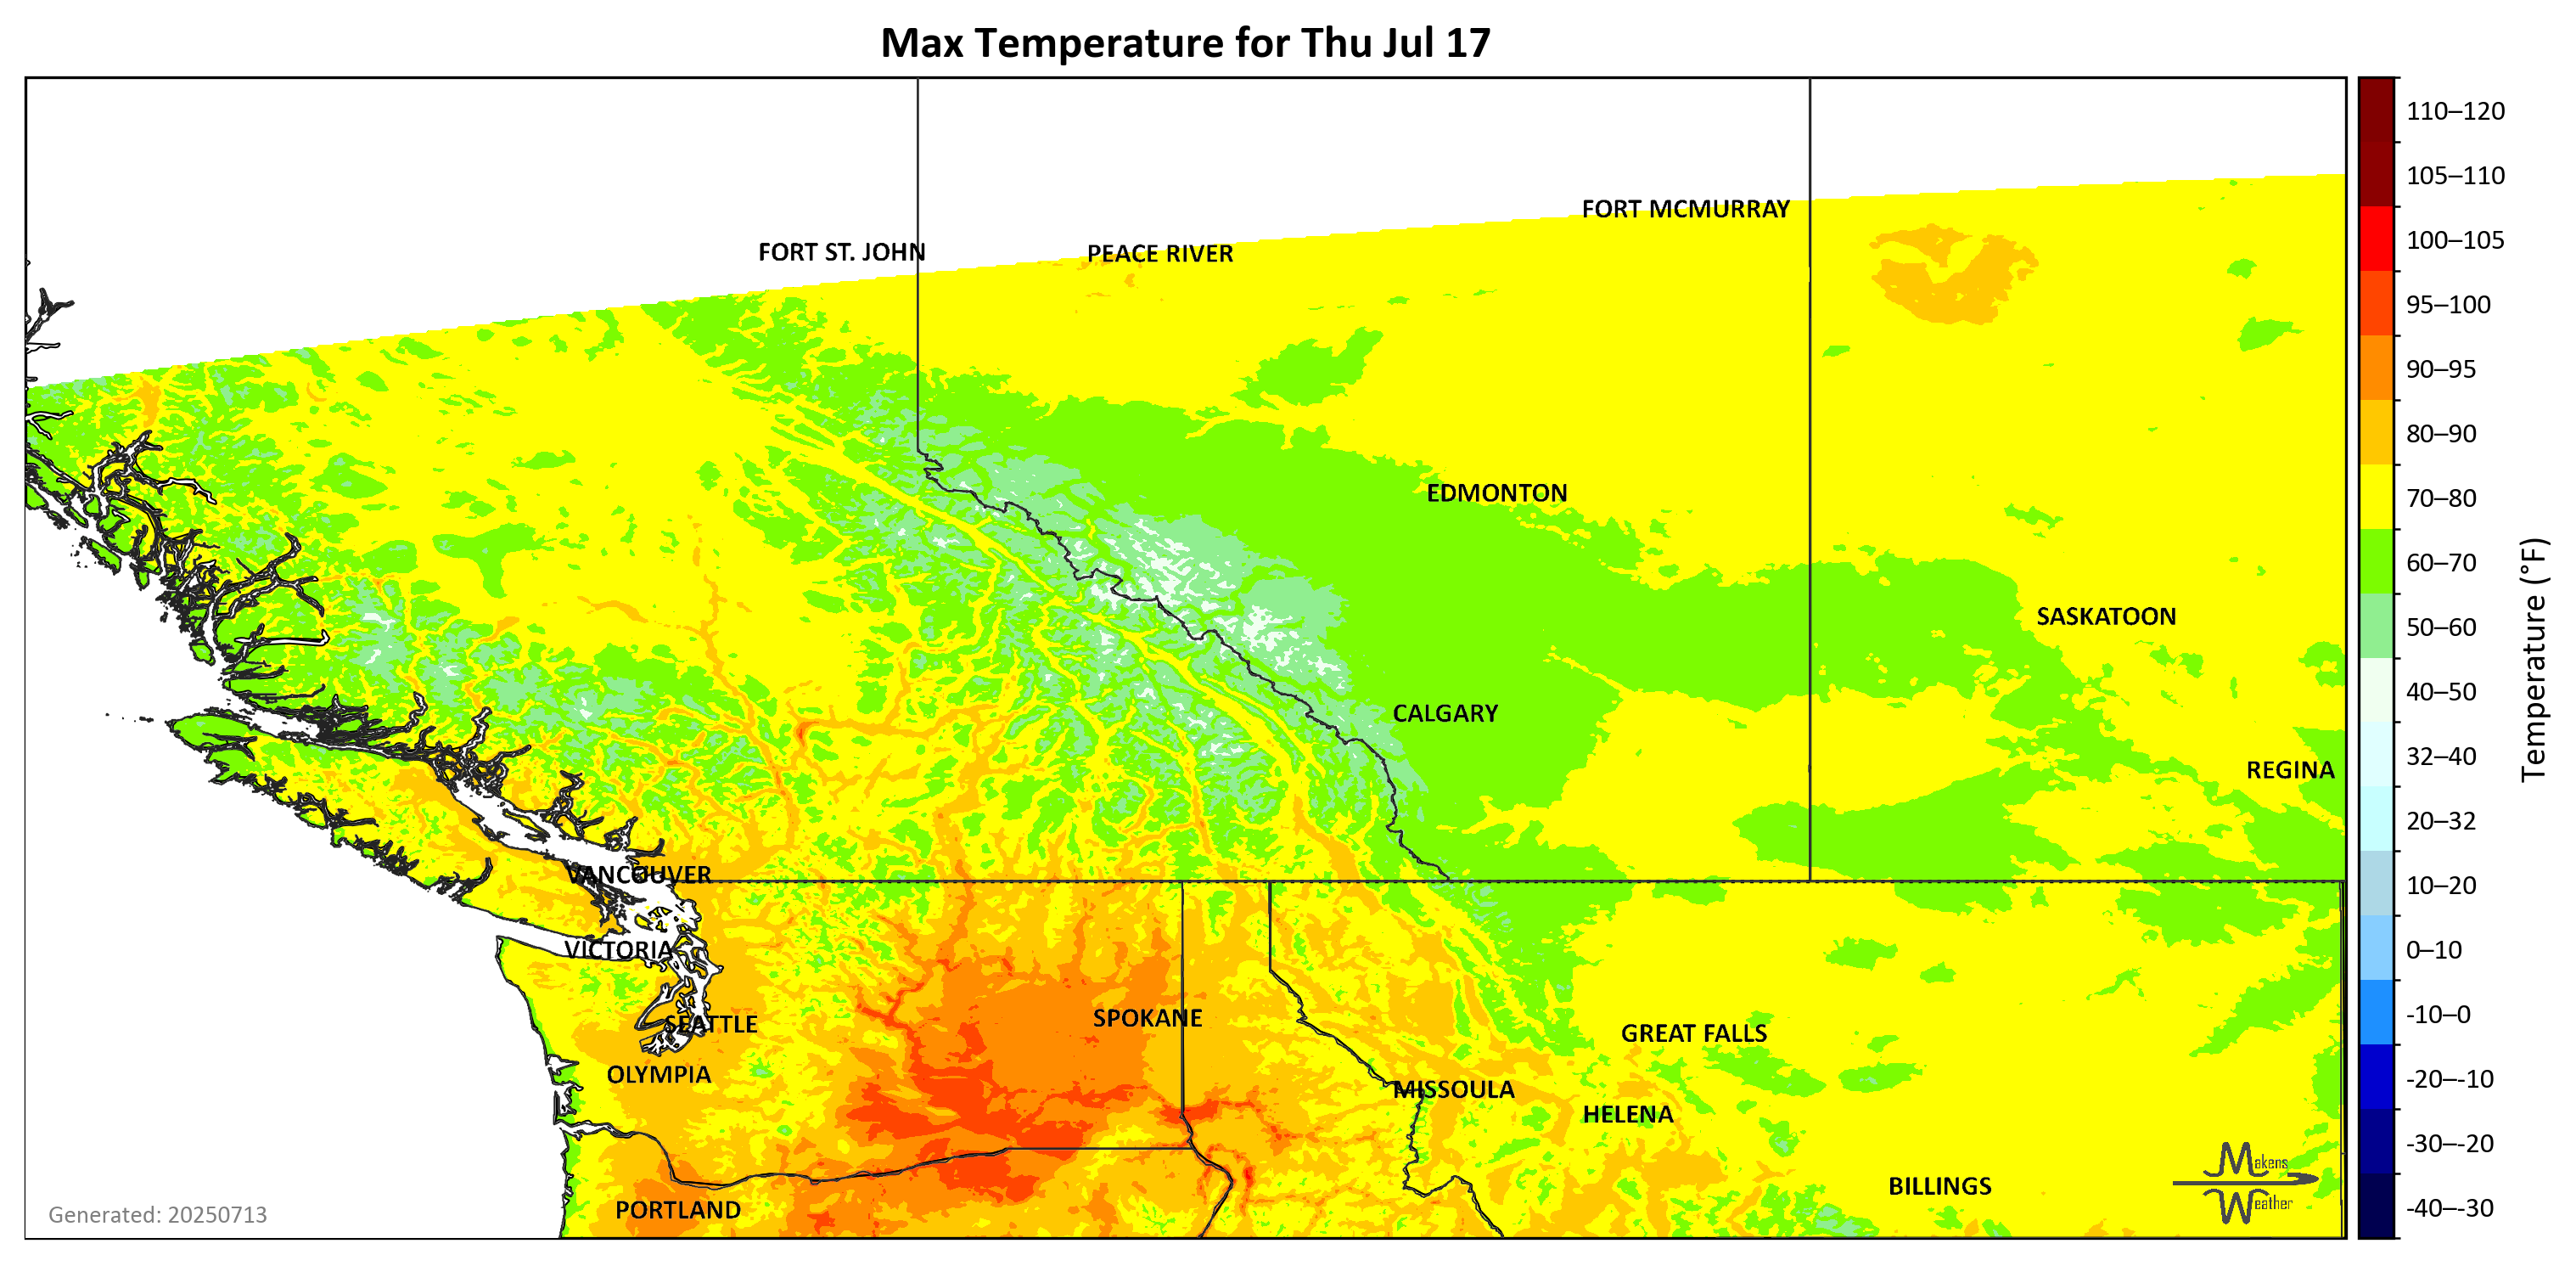 Max Temperature for Thu Jul 17
FORT MCMURRAY
FORT ST. JOHN
PEACE RIVER
EDMONTON
SASKATOON
CALGARY
REGINA
VANCOUVER
VICTORIA
SEATTLE
SPOKANE
GREAT FALLS
OLYMPIA
MISSOULA
HELENA
BILLINGS
PORTLAND
Generated: 20250713
Makens
Weather
110–120
105–110
100–105
95–100
90–95
80–90
70–80
60–70
50–60
40–50
32–40
20–32
10–20
0–10
-10–0
-20–-10
-30–-20
-40–-30
Temperature (°F)